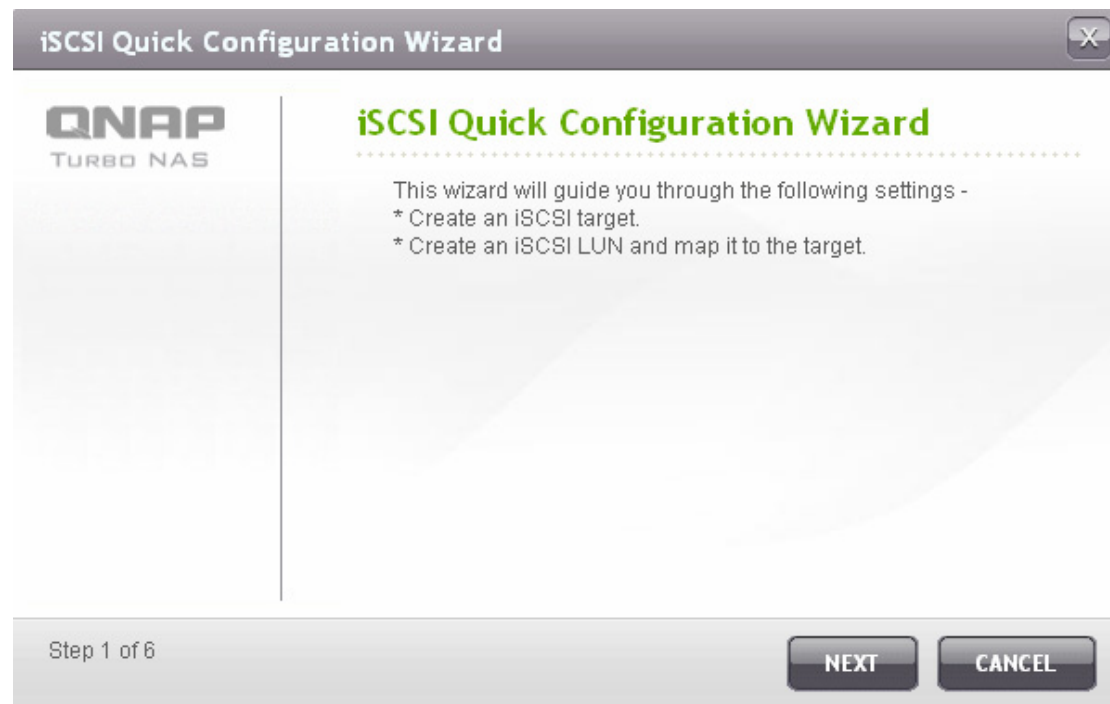 iSCSI Quick Configuration Wizard
X
QNAP
TURBO NAS
iSCSI Quick Configuration Wizard
This wizard will guide you through the following settings -
* Create an iSCSI target.
* Create an iSCSI LUN and map it to the target.
Step 1 of 6
NEXT
CANCEL